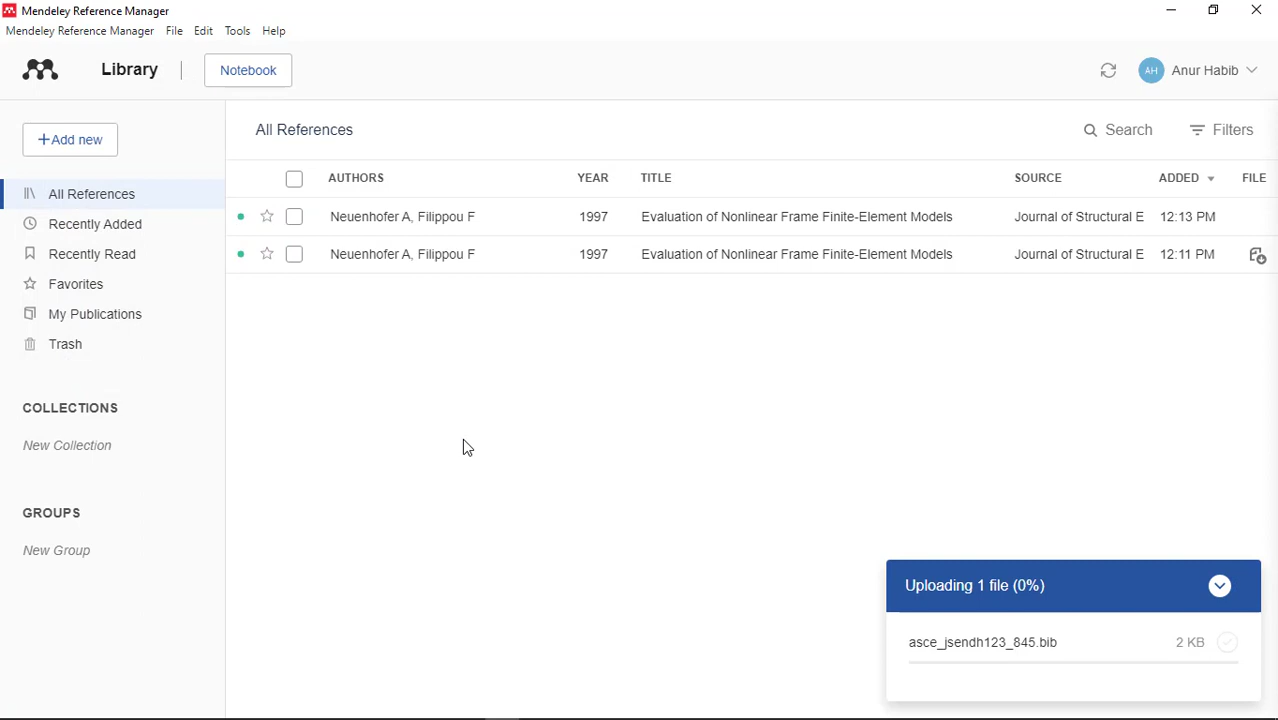 Mendeley Reference Manager
Mendeley Reference Manager File Edit Tools Help
Library | Notebook
AH Anur Habib
+Add new
All References
Recently Added
Recently Read
Favorites
My Publications
Trash
COLLECTIONS
New Collection
GROUPS
New Group
All References Search Filters
AUTHORS YEAR TITLE SOURCE ADDED FILE
Neuenhofer A, Filippou F 1997 Evaluation of Nonlinear Frame Finite-Element Models Journal of Structural E 12:13 PM
Neuenhofer A, Filippou F 1997 Evaluation of Nonlinear Frame Finite-Element Models Journal of Structural E 12:11 PM
Uploading 1 file (0%)
asce_jsendh123_845.bib 2 KB